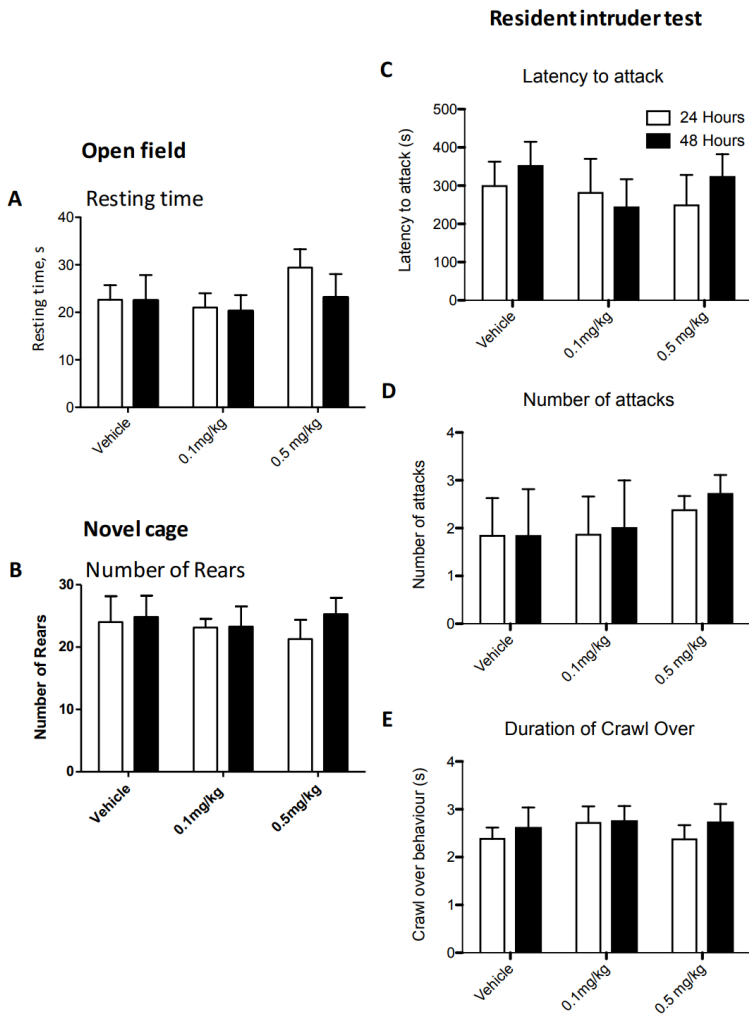 Resident intruder test
Open field
A Resting time
Resting time, s
40
30
20
10
0
Vehicle
0.1mg/kg
0.5 mg/kg
Novel cage
B Number of Rears
Number of Rears
30
20
10
0
Vehicle
0.1mg/kg
0.5mg/kg
C Latency to attack
Latency to attack (s)
500
400
300
200
100
0
24 Hours
48 Hours
Vehicle
0.1mg/kg
0.5 mg/kg
D Number of attacks
Number of attacks
4
3
2
1
0
Vehicle
0.1mg/kg
0.5 mg/kg
E Duration of Crawl Over
Crawl over behaviour (s)
4
3
2
1
0
Vehicle
0.1mg/kg
0.5 mg/kg